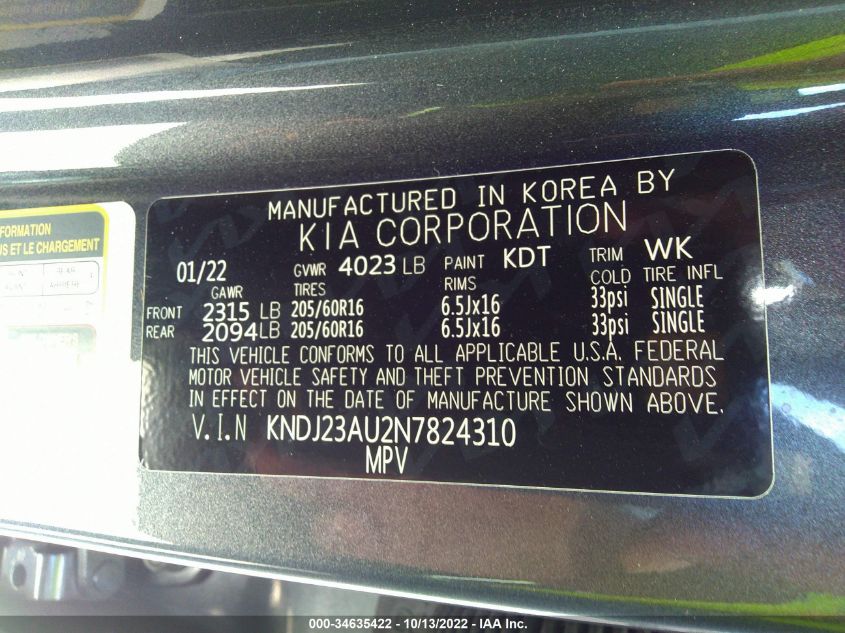 MANUFACTURED IN KOREA BY
KIA CORPORATION
01/22 GVWR 4023 LB PAINT KDT TRIM WK
GAWR TIRES RIMS COLD TIRE INFL
FRONT 2315 LB 205/60R16 6.5Jx16 33psi SINGLE
REAR 2094 LB 205/60R16 6.5Jx16 33psi SINGLE
THIS VEHICLE CONFORMS TO ALL APPLICABLE U.S.A. FEDERAL
MOTOR VEHICLE SAFETY AND THEFT PREVENTION STANDARDS
IN EFFECT ON THE DATE OF MANUFACTURE SHOWN ABOVE.
V.I.N KNDJ23AU2N7824310
MPV
FORMATION
US ET LE CHARGEMENT
000-34635422 - 10/13/2022 - IAA Inc.